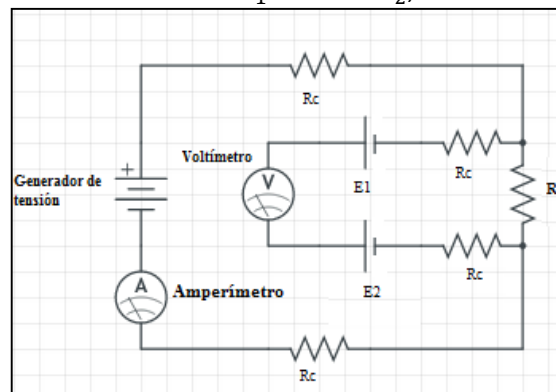 Rc
+
Voltímetro
V
E1
Rc
Generador de
tensión
R
A
Amperímetro
E2
Rc
Rc